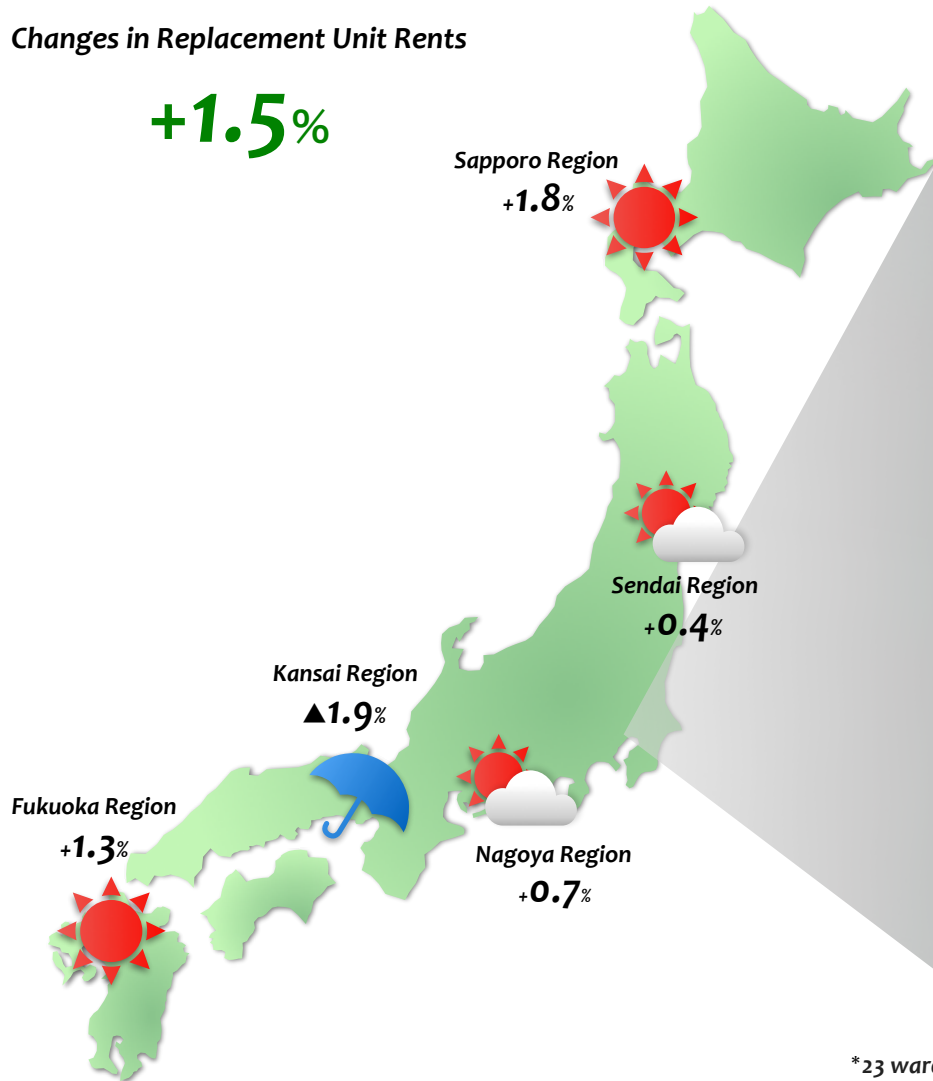 Changes in Replacement Unit Rents
+1.5%
Sapporo Region
+1.8%
Sendai Region
+0.4%
Kansai Region
▲1.9%
Fukuoka Region
+1.3%
Nagoya Region
+0.7%
*23